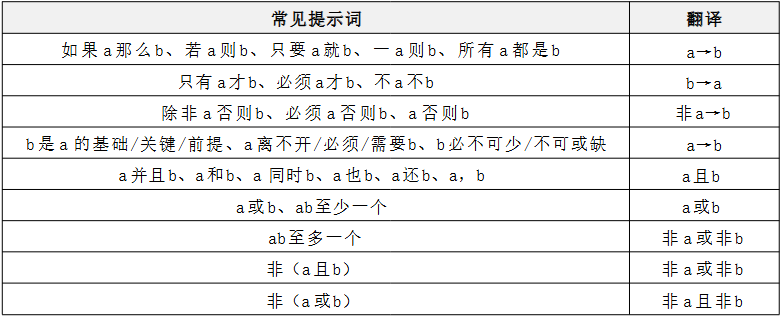 常见提示词 翻译
如果a那么b、若a则b、只要a就b、一a则b、所有a都是b a→b
只有a才b、必须a才b、不a不b b→a
除非a否则b、必须a否则b、a否则b 非a→b
b是a的基础/关键/前提、a离不开/必须/需要b、b必不可少/不可或缺 a→b
a并且b、a和b、a同时b、a也b、a还b、a，b a且b
a或b、ab至少一个 a或b
ab至多一个 非a或非b
非（a且b） 非a或非b
非（a或b） 非a且非b